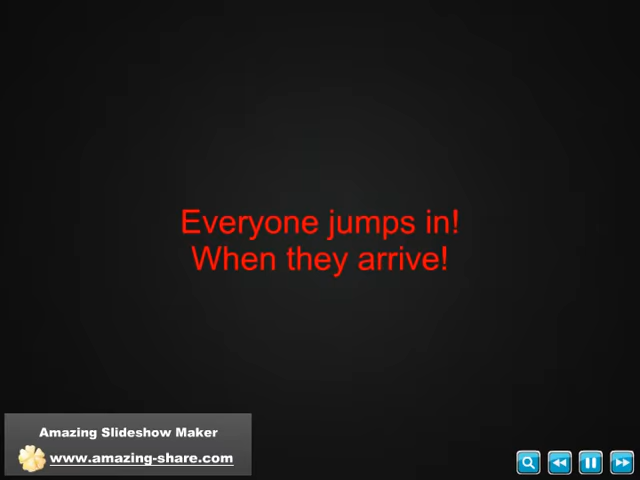 Everyone jumps in!
When they arrive!
Amazing Slideshow Maker
www.amazing-share.com